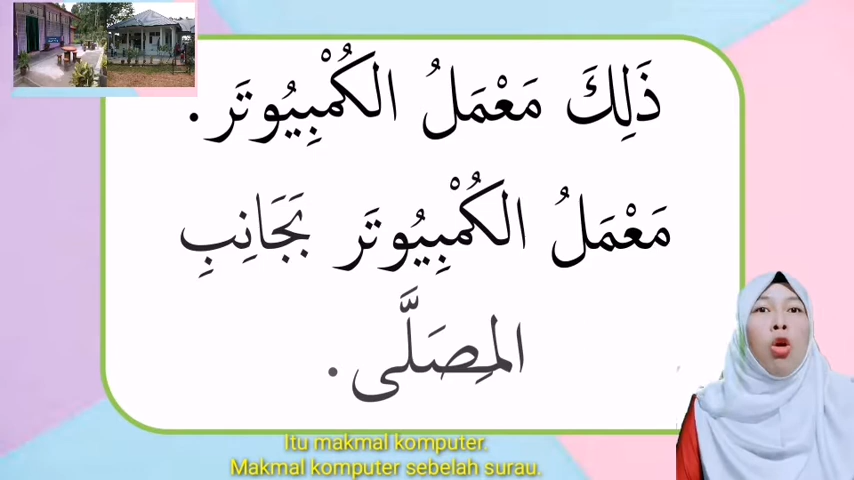 ذَلِكَ مَعْمَلُ الكُمْبِيُوتَر.
مَعْمَلُ الكُمْبِيُوتَر بَجَانِبِ
المِصَلَّى.
Itu makmal komputer.
Makmal komputer sebelah surau.